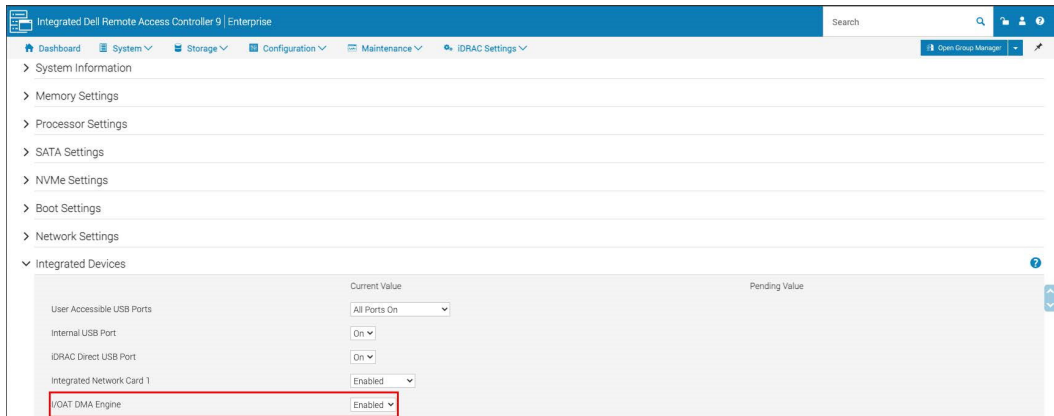 Integrated Dell Remote Access Controller 9 | Enterprise
Search
Dashboard System Storage Configuration Maintenance iDRAC Settings Open Group Manager
System Information
Memory Settings
Processor Settings
SATA Settings
NVMe Settings
Boot Settings
Network Settings
Integrated Devices
Current Value Pending Value
User Accessible USB Ports All Ports On
Internal USB Port On
iDRAC Direct USB Port On
Integrated Network Card 1 Enabled
I/OAT DMA Engine Enabled